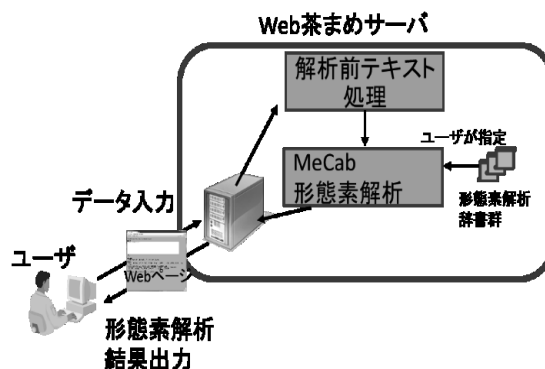 Web茶まめサーバ
解析前テキスト
処理
ユーザが指定
MeCab
形態素解析
形態素解析
辞書群
データ入力
ユーザ
Webページ
形態素解析
結果出力